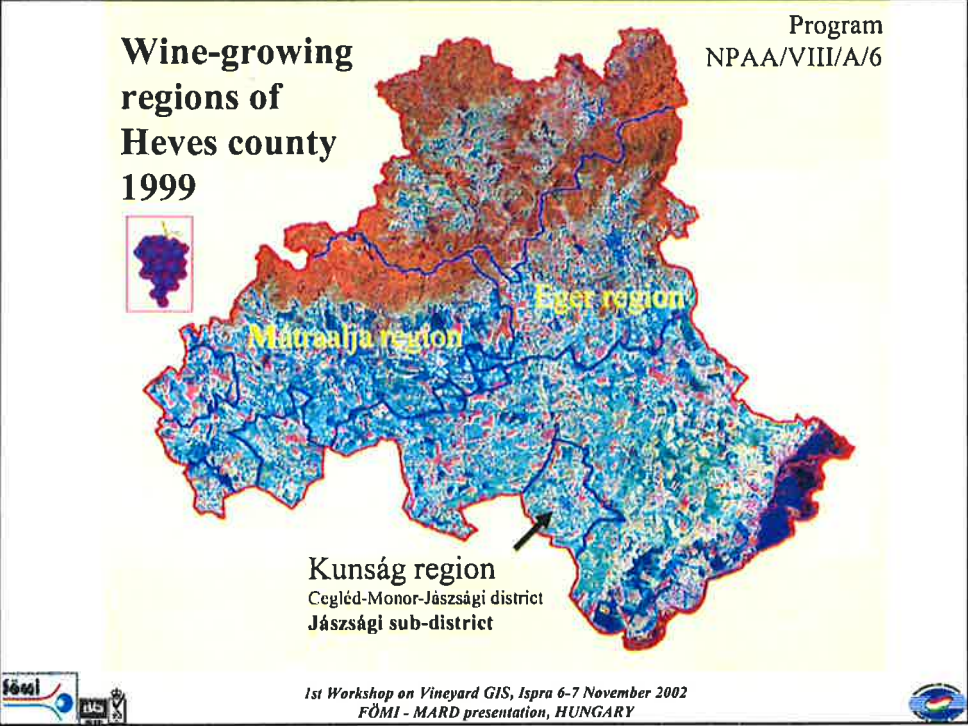 Wine-growing
regions of
Heves county
1999
Program
NPAA/VIII/A/6
Eger region
Mátraalja region
Kunság region
Cegléd-Monor-Jászsági district
Jászsági sub-district
1st Workshop on Vineyard GIS, Ispra 6-7 November 2002
FÖMI - MARD presentation, HUNGARY
fömi